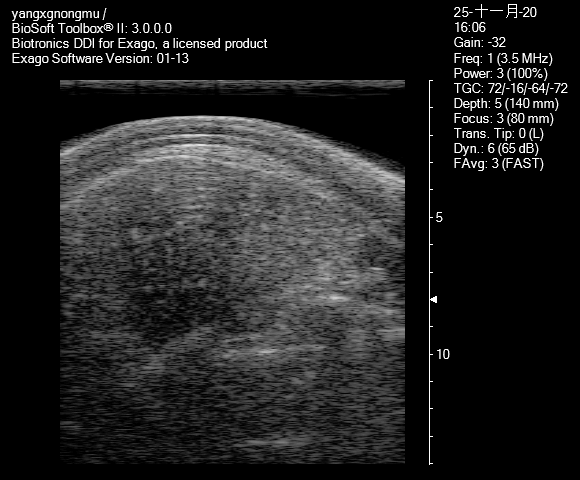 yangxgnongmu /
BioSoft Toolbox® II: 3.0.0.0
Biotronics DDI for Exago, a licensed product
Exago Software Version: 01-13
25-十一月-20
16:06
Gain: -32
Freq: 1 (3.5 MHz)
Power: 3 (100%)
TGC: 72/-16/-64/-72
Depth: 5 (140 mm)
Focus: 3 (80 mm)
Trans. Tip: 0 (L)
Dyn.: 6 (65 dB)
FAvg: 3 (FAST)
5
10